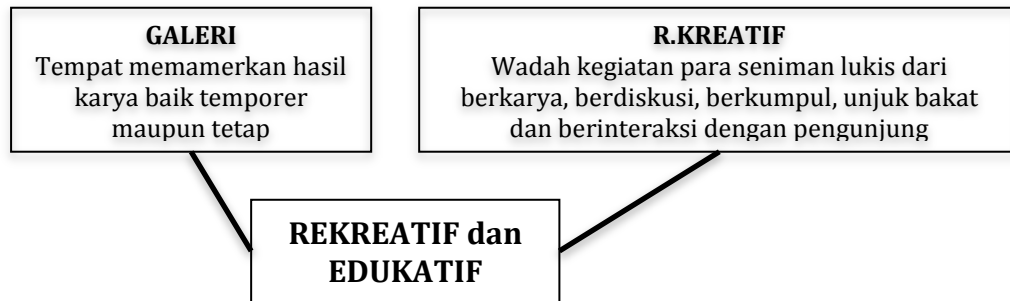 GALERI
Tempat memamerkan hasil
karya baik temporer
maupun tetap
R.KREATIF
Wadah kegiatan para seniman lukis dari
berkarya, berdiskusi, berkumpul, unjuk bakat
dan berinteraksi dengan pengunjung
REKREATIF dan
EDUKATIF